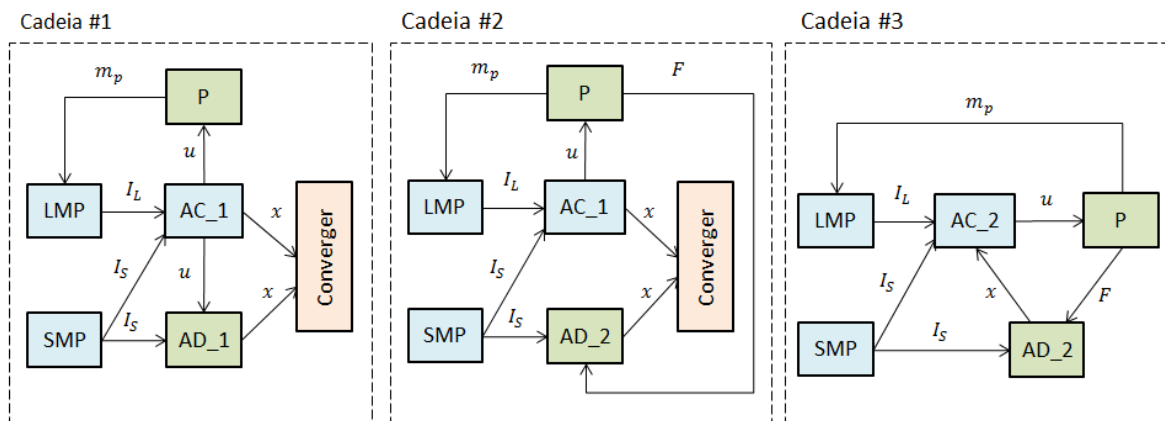 Cadeia #1
m_p
P
u
LMP
I_L
AC_1
x
I_S
u
Converger
SMP
I_S
AD_1
x
Cadeia #2
m_p
P
F
u
LMP
I_L
AC_1
x
I_S
Converger
SMP
I_S
AD_2
x
Cadeia #3
m_p
LMP
I_L
AC_2
u
P
I_S
x
F
SMP
I_S
AD_2